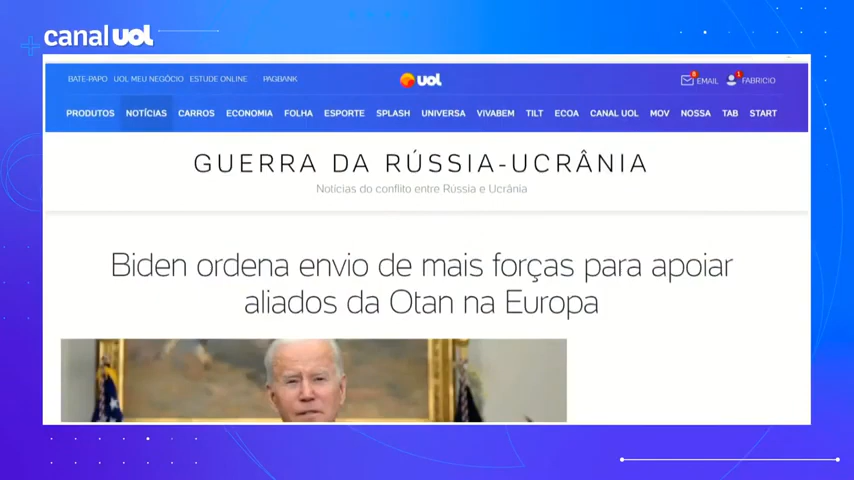 canal uol
BATE-PAPO UOL MEU NEGÓCIO ESTUDE ONLINE PAGBANK
uol
8 EMAIL 1 FABRICIO
PRODUTOS NOTÍCIAS CARROS ECONOMIA FOLHA ESPORTE SPLASH UNIVERSA VIVABEM TILT ECOA CANAL UOL MOV NOSSA TAB START
GUERRA DA RÚSSIA-UCRÂNIA
Notícias do conflito entre Rússia e Ucrânia
Biden ordena envio de mais forças para apoiar
aliados da Otan na Europa